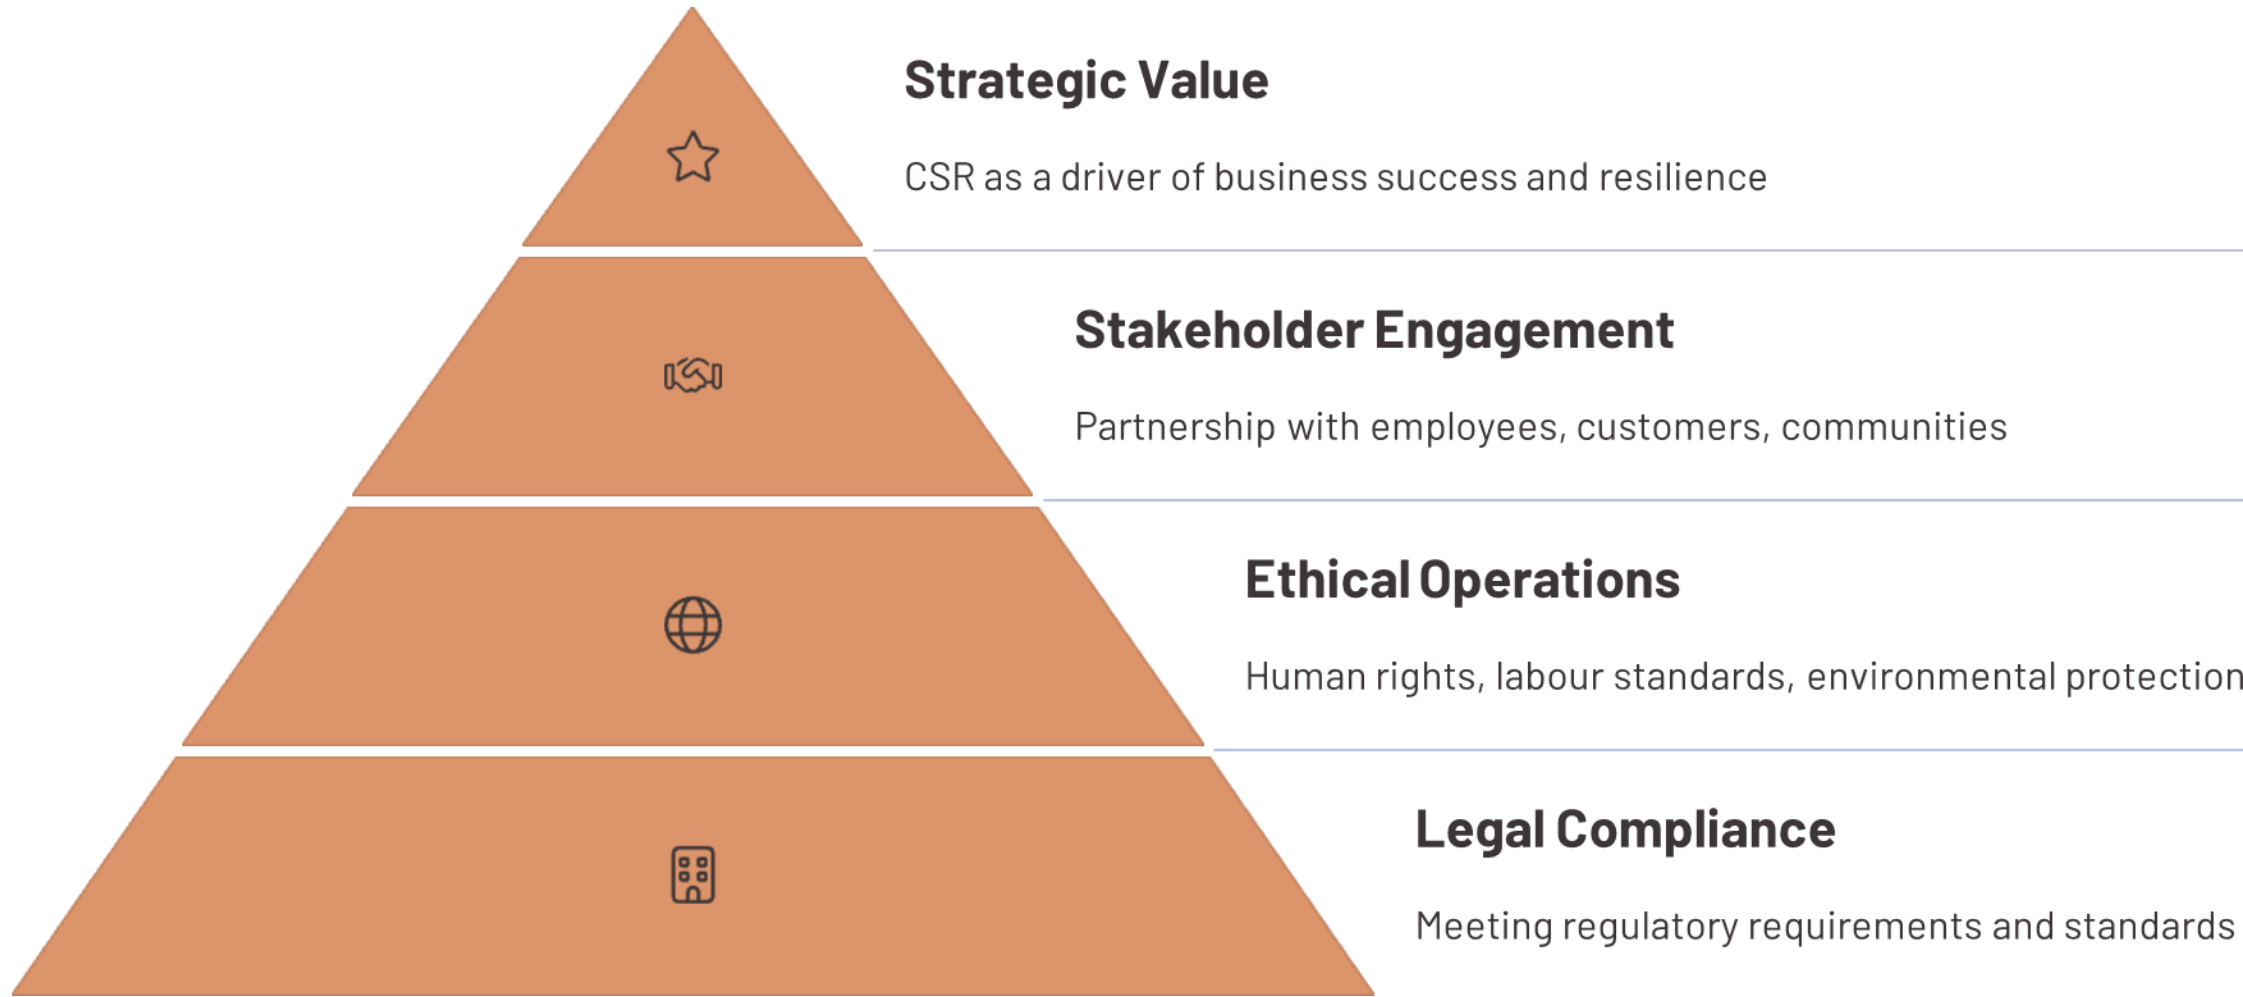 Strategic Value
CSR as a driver of business success and resilience
Stakeholder Engagement
Partnership with employees, customers, communities
Ethical Operations
Human rights, labour standards, environmental protection
Legal Compliance
Meeting regulatory requirements and standards